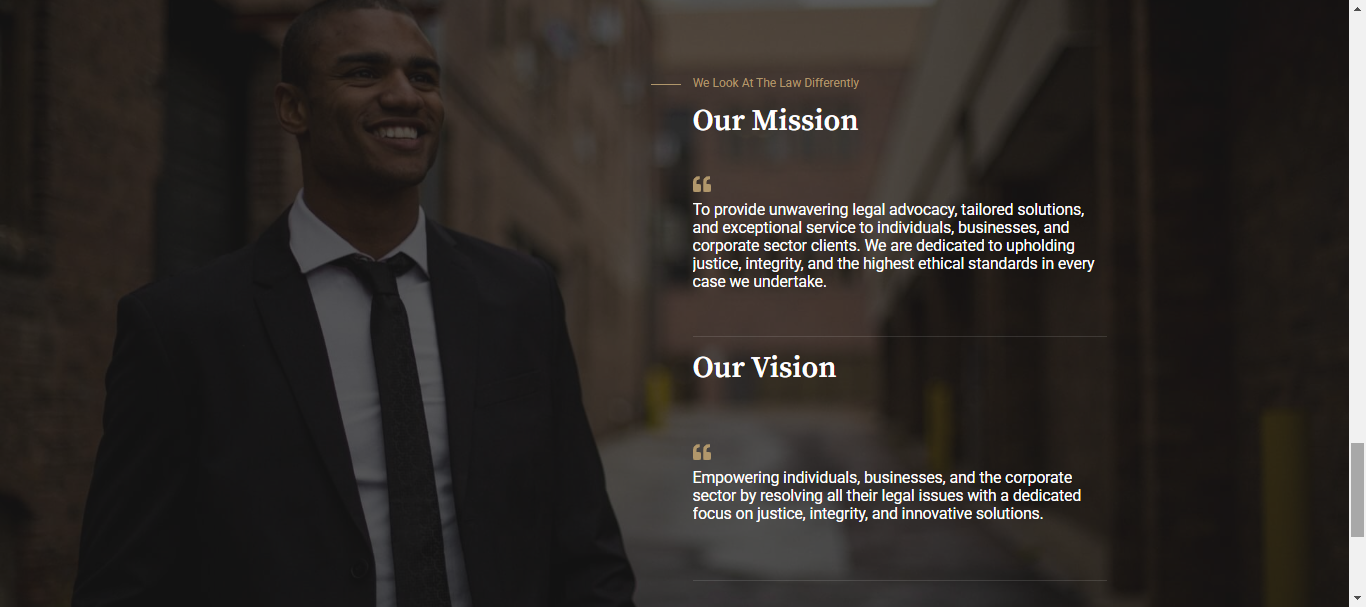 We Look At The Law Differently
Our Mission
“
To provide unwavering legal advocacy, tailored solutions,
and exceptional service to individuals, businesses, and
corporate sector clients. We are dedicated to upholding
justice, integrity, and the highest ethical standards in every
case we undertake.
Our Vision
“
Empowering individuals, businesses, and the corporate
sector by resolving all their legal issues with a dedicated
focus on justice, integrity, and innovative solutions.